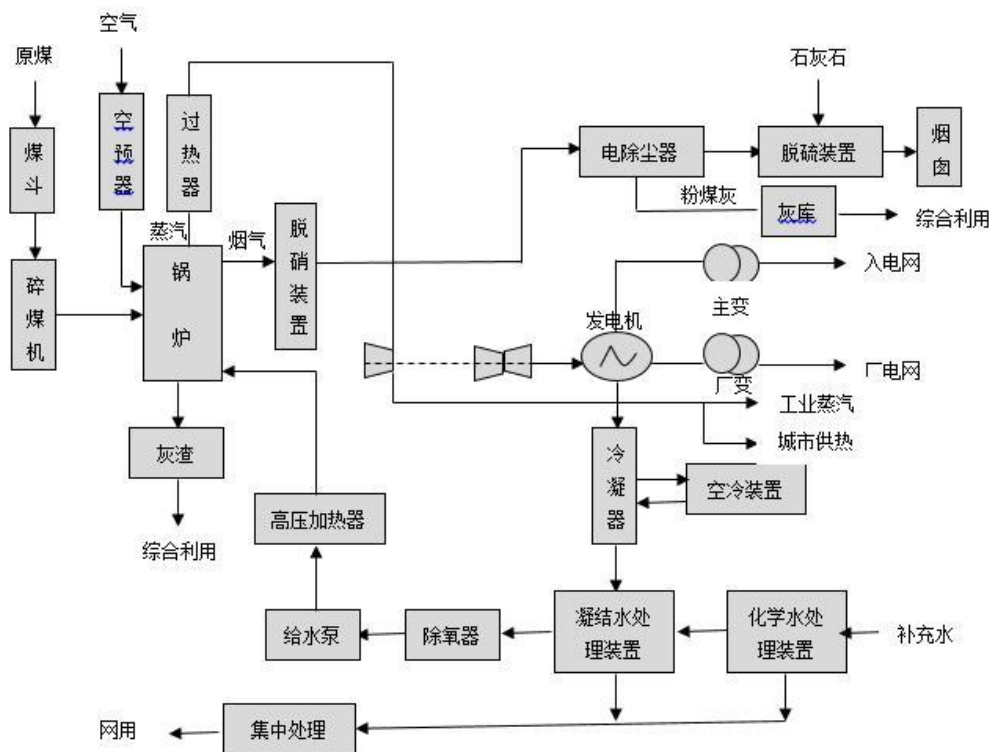 空气
原煤
石灰石
煤斗
空预器
过热器
电除尘器
脱硫装置
烟囱
粉煤灰
灰库
综合利用
蒸汽
烟气
脱硝装置
锅炉
碎煤机
入电网
主变
发电机
厂变
厂电网
工业蒸汽
城市供热
灰渣
冷凝器
空冷装置
高压加热器
综合利用
给水泵
除氧器
凝结水处
理装置
化学水处
理装置
补充水
网用
集中处理